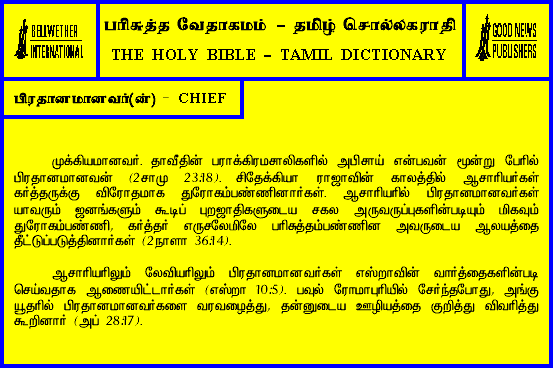 BELLWETHER
INTERNATIONAL
பரிசுத்த வேதாகமம் - தமிழ் சொல்லகராதி
THE HOLY BIBLE - TAMIL DICTIONARY
GOOD NEWS
PUBLISHERS
பிரதானமானவர்(ன்) - CHIEF
முக்கியமானவர். தாவீதின் பராக்கிரமசாலிகளில் அபிசாய் என்பவன் மூன்று பேரில்
பிரதானமானவன் (2சாமு 23:18). சிதேக்கியா ராஜாவின் காலத்தில் ஆசாரியர்கள்
கர்த்தருக்கு விரோதமாக துரோகம்பண்ணினார்கள். ஆசாரியரில் பிரதானமானவர்கள்
யாவரும் ஜனங்களும் கூடிப் புறஜாதிகளுடைய சகல அருவருப்புகளின்படியும் மிகவும்
துரோகம்பண்ணி, கர்த்தர் எருசலேமிலே பரிசுத்தம்பண்ணின அவருடைய ஆலயத்தை
தீட்டுப்படுத்தினார்கள் (2நாளா 36:14).
ஆசாரியரிலும் லேவியரிலும் பிரதானமானவர்கள் எஸ்றாவின் வார்த்தைகளின்படி
செய்வதாக ஆணையிட்டார்கள் (எஸ்றா 10:5). பவுல் ரோமாபுரியில் சேர்ந்தபோது, அங்கு
யூதரில் பிரதானமானவர்களை வரவழைத்து, தன்னுடைய ஊழியத்தை குறித்து விவரித்து
கூறினார் (அப் 28:17).